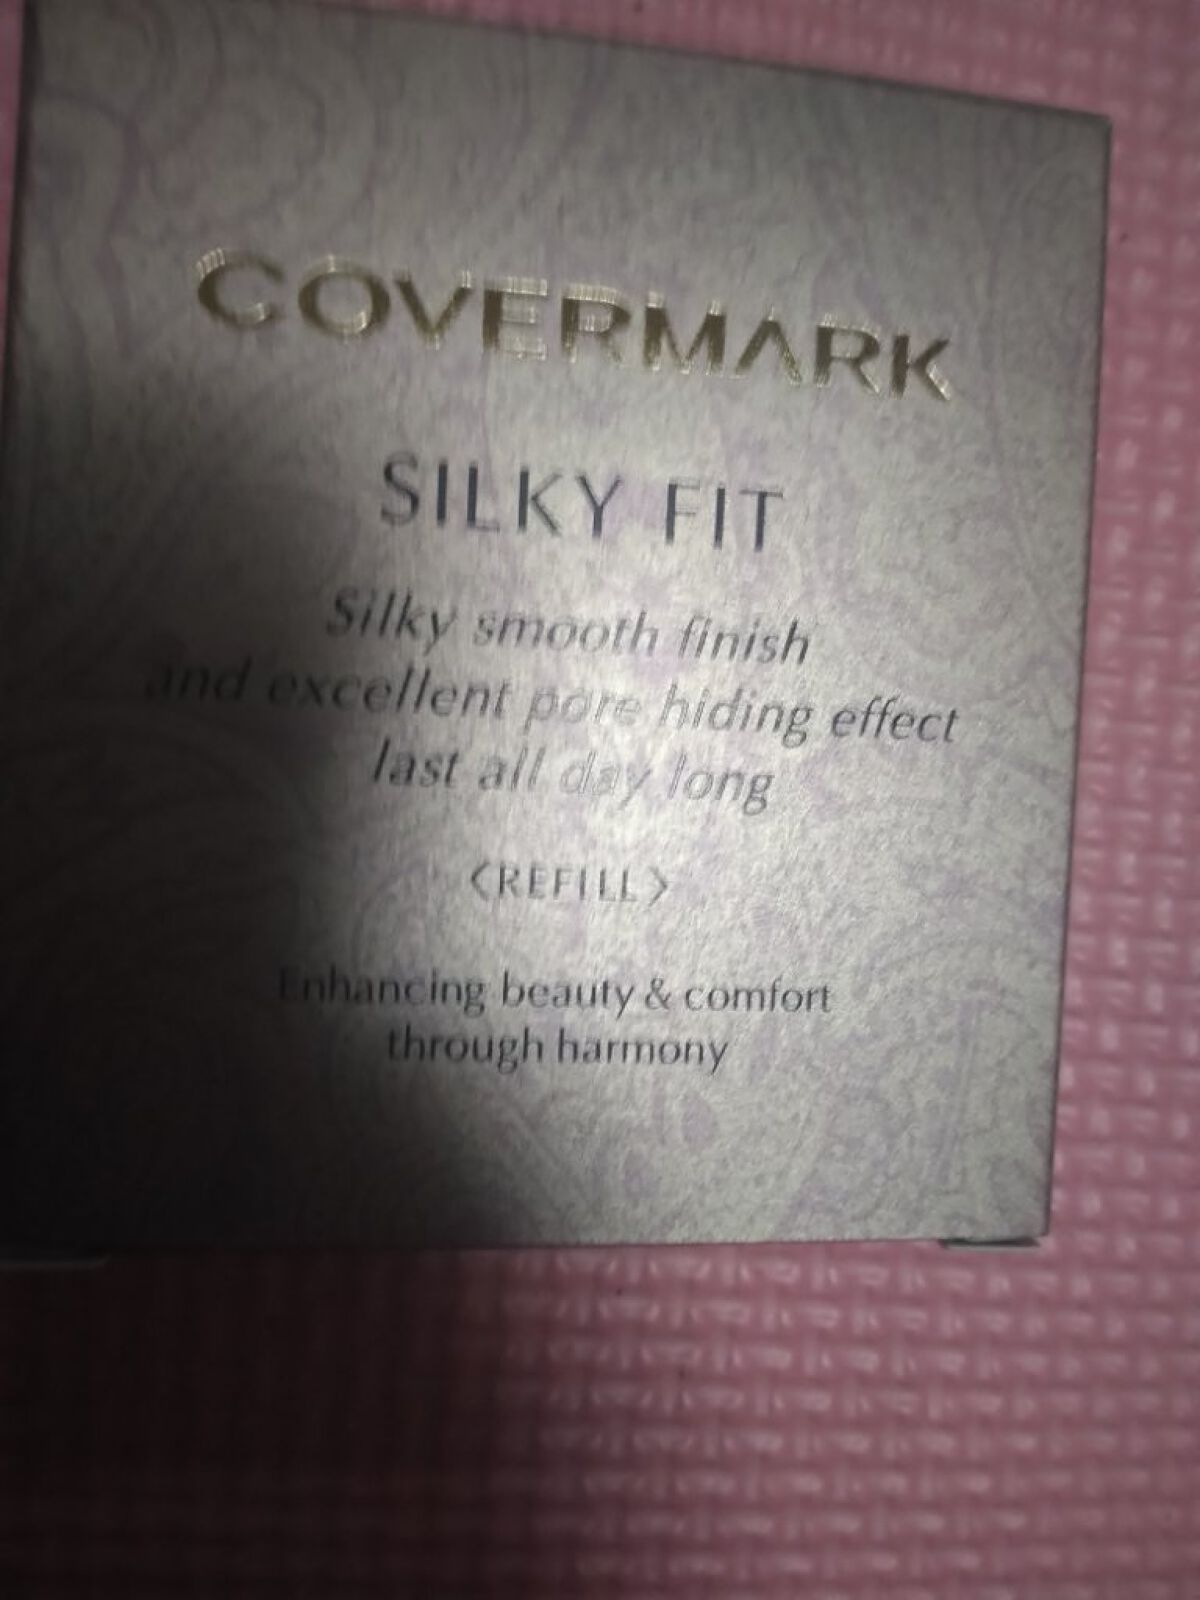 COVERMARK
SILKY FIT
Silky smooth finish
and excellent pore hiding effect
last all day long
<REFILL>
Enhancing beauty & comfort
through harmony